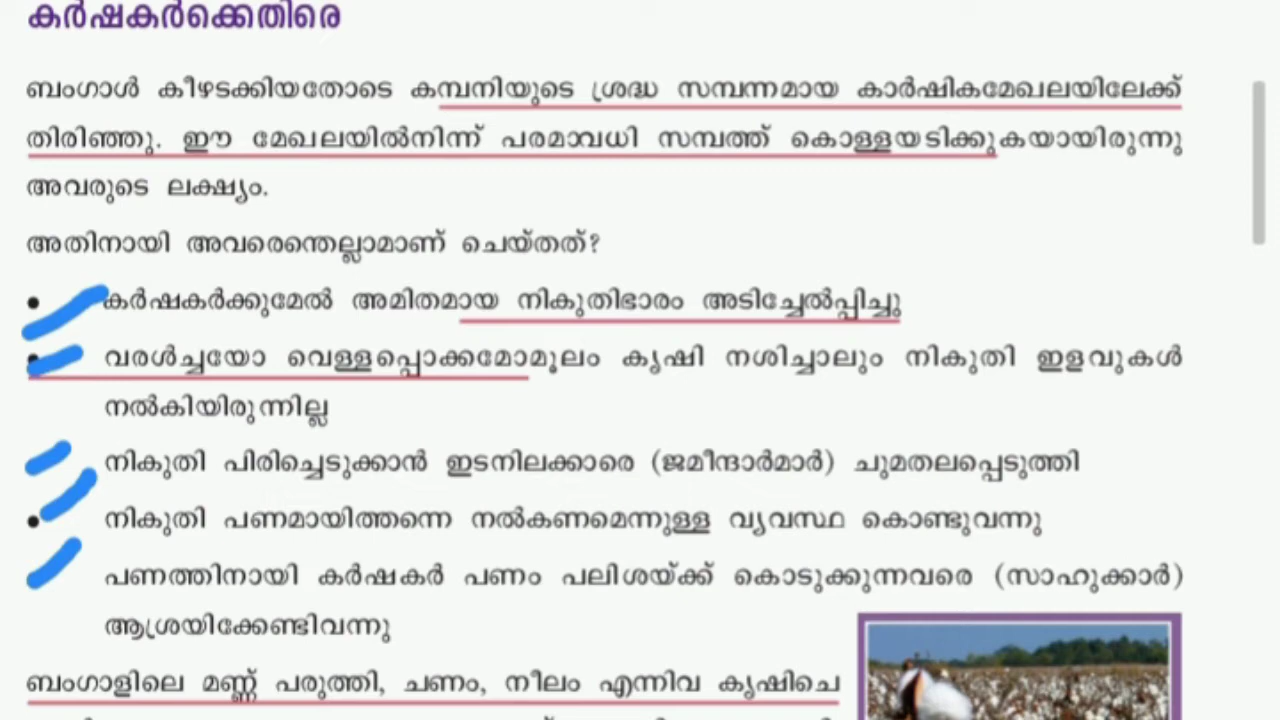 കർഷകർക്കെതിരെ
ബംഗാൾ കീഴടക്കിയതോടെ കമ്പനിയുടെ ശ്രദ്ധ സമ്പന്നമായ കാർഷികമേഖലയിലേക്ക്
തിരിഞ്ഞു. ഈ മേഖലയിൽനിന്ന് പരമാവധി സമ്പത്ത് കൊള്ളയടിക്കുകയായിരുന്നു
അവരുടെ ലക്ഷ്യം.
അതിനായി അവരെന്തെല്ലാമാണ് ചെയ്തത്?
• കർഷകർക്കുമേൽ അമിതമായ നികുതിഭാരം അടിച്ചേൽപ്പിച്ചു
• വരൾച്ചയോ വെള്ളപ്പൊക്കമോമൂലം കൃഷി നശിച്ചാലും നികുതി ഇളവുകൾ
നൽകിയിരുന്നില്ല
നികുതി പിരിച്ചെടുക്കാൻ ഇടനിലക്കാരെ (ജമീന്ദാർമാർ) ചുമതലപ്പെടുത്തി
• നികുതി പണമായിത്തന്നെ നൽകണമെന്നുള്ള വ്യവസ്ഥ കൊണ്ടുവന്നു
പണത്തിനായി കർഷകർ പണം പലിശയ്ക്ക് കൊടുക്കുന്നവരെ (സാഹുക്കാർ)
ആശ്രയിക്കേണ്ടിവന്നു
ബംഗാളിലെ മണ്ണ് പരുത്തി, ചണം, നീലം എന്നിവ കൃഷിചെ